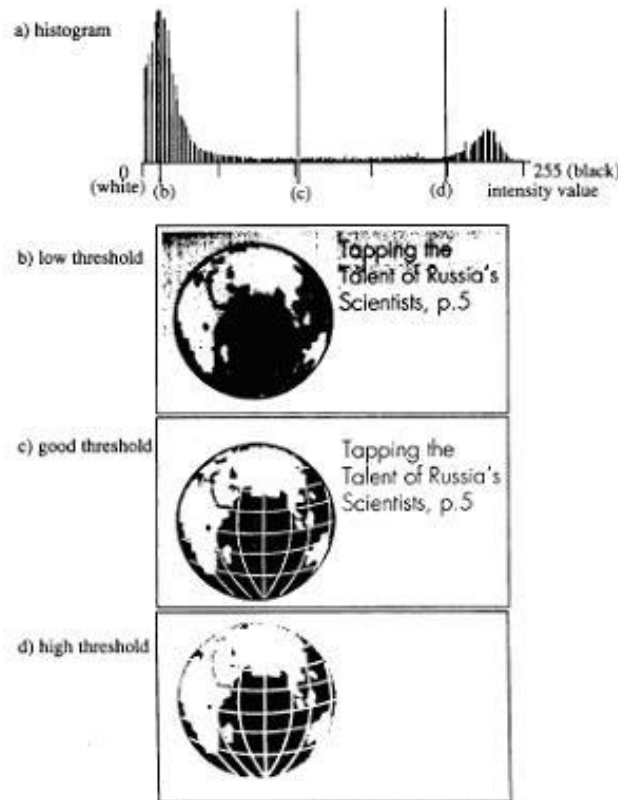 a) histogram
0
255 (black)
(white)
(b)
(c)
(d)
intensity value
b) low threshold
Tapping the
Talent of Russia's
Scientists, p.5
c) good threshold
Tapping the
Talent of Russia's
Scientists, p.5
d) high threshold